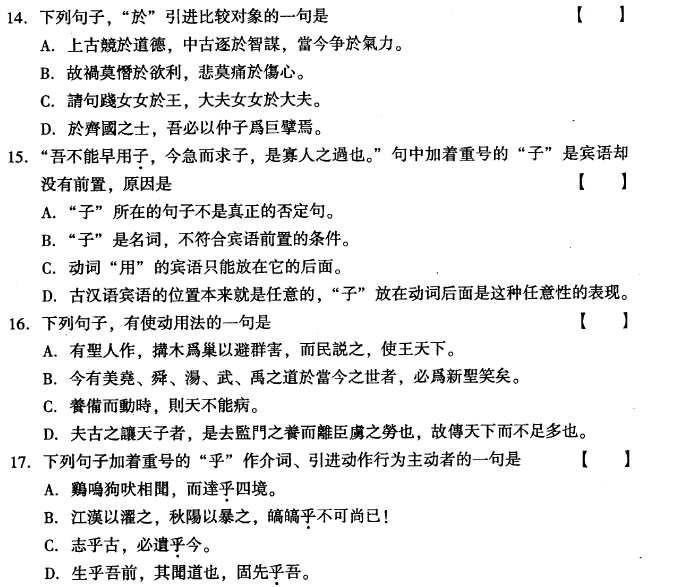 14. 下列句子，“於”引进比较对象的一句是 【 】
A. 上古競於道德，中古逐於智謀，當今争於氣力。
B. 故禍莫憯於欲利，悲莫痛於傷心。
C. 請句踐女女於王，大夫女女於大夫。
D. 於齊國之士，吾必以仲子爲巨擘焉。
15. “吾不能早用子，今急而求子，是寡人之過也。”句中加着重号的“子”是宾语却
没有前置，原因是 【 】
A. “子”所在的句子不是真正的否定句。
B. “子”是名词，不符合宾语前置的条件。
C. 动词“用”的宾语只能放在它的后面。
D. 古汉语宾语的位置本来就是任意的，“子”放在动词后面是这种任意性的表现。
16. 下列句子，有使动用法的一句是 【 】
A. 有聖人作，搆木爲巢以避群害，而民説之，使王天下。
B. 今有美堯、舜、湯、武、禹之道於當今之世者，必爲新聖笑矣。
C. 養備而動時，則天不能病。
D. 夫古之讓天子者，是去監門之養而離臣虜之勞也，故傳天下而不足多也。
17. 下列句子加着重号的“乎”作介词、引进动作行为主动者的一句是 【 】
A. 鷄鳴狗吠相聞，而達乎四境。
B. 江漢以濯之，秋陽以暴之，皜皜乎不可尚已！
C. 志乎古，必遺乎今。
D. 生乎吾前，其聞道也，固先乎吾。